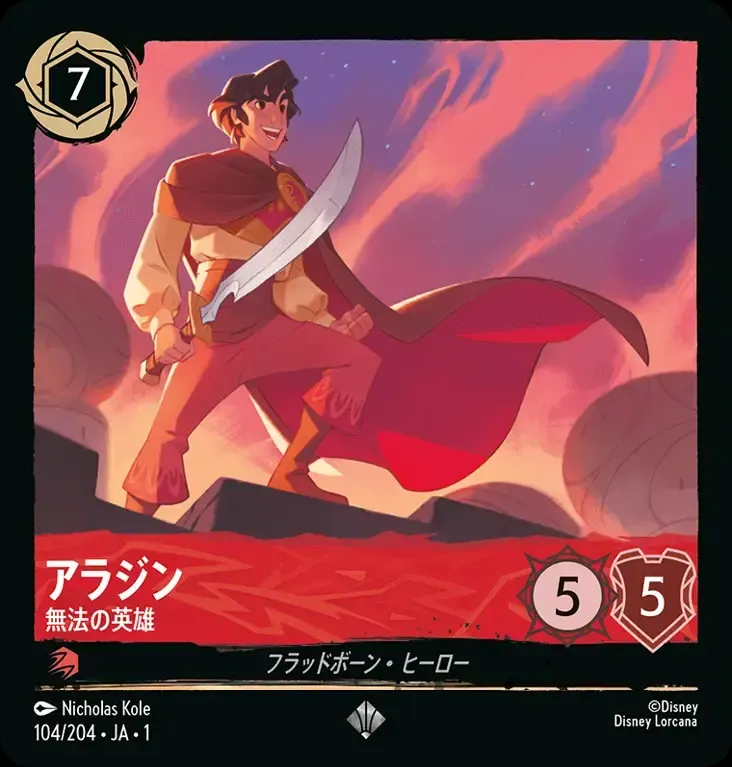 7
アラジン
無法の英雄
5
5
フラッドボーン・ヒーロー
Nicholas Kole
104/204・JA・1
©Disney
Disney Lorcana